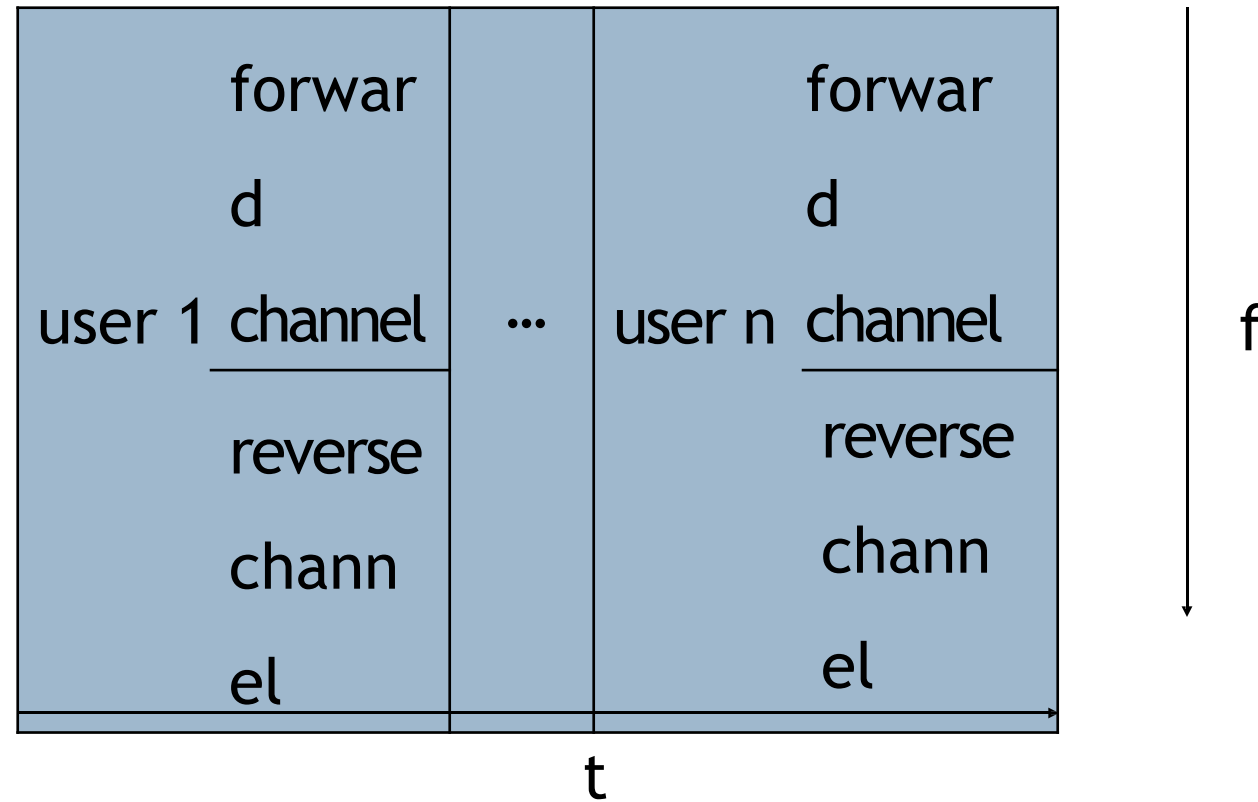 forwar
d
user 1 channel
reverse
chann
el
...
forwar
d
user n channel
reverse
chann
el
f
t